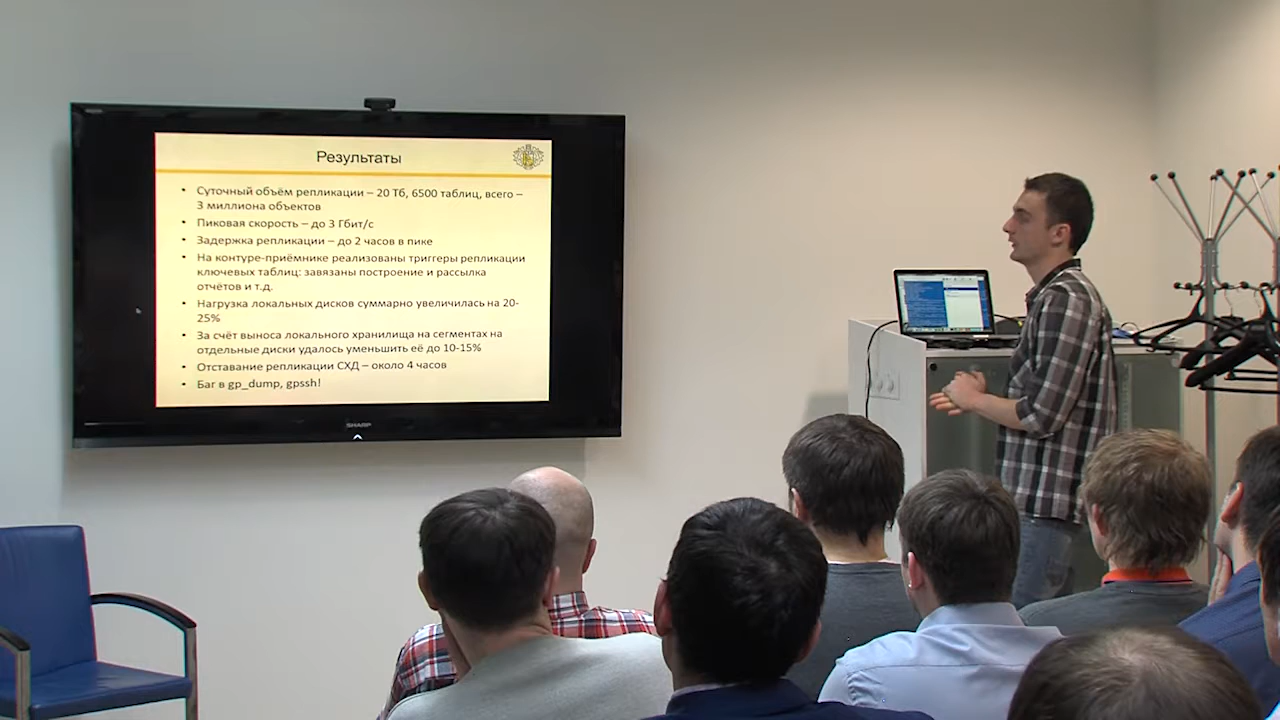 Результаты
• Суточный объём репликации – 20 Тб, 6500 таблиц, всего –
3 миллиона объектов
• Пиковая скорость – до 3 Гбит/с
• Задержка репликации – до 2 часов в пике
• На контуре-приёмнике реализованы триггеры репликации
ключевых таблиц: завязаны построение и рассылка
отчётов и т.д.
• Нагрузка локальных дисков суммарно увеличилась на 20-
25%
• За счёт выноса локального хранилища на сегментах на
отдельные диски удалось уменьшить её до 10-15%
• Отставание репликации СХД – около 4 часов
• Баг в gp_dump, gpssh!
SHARP